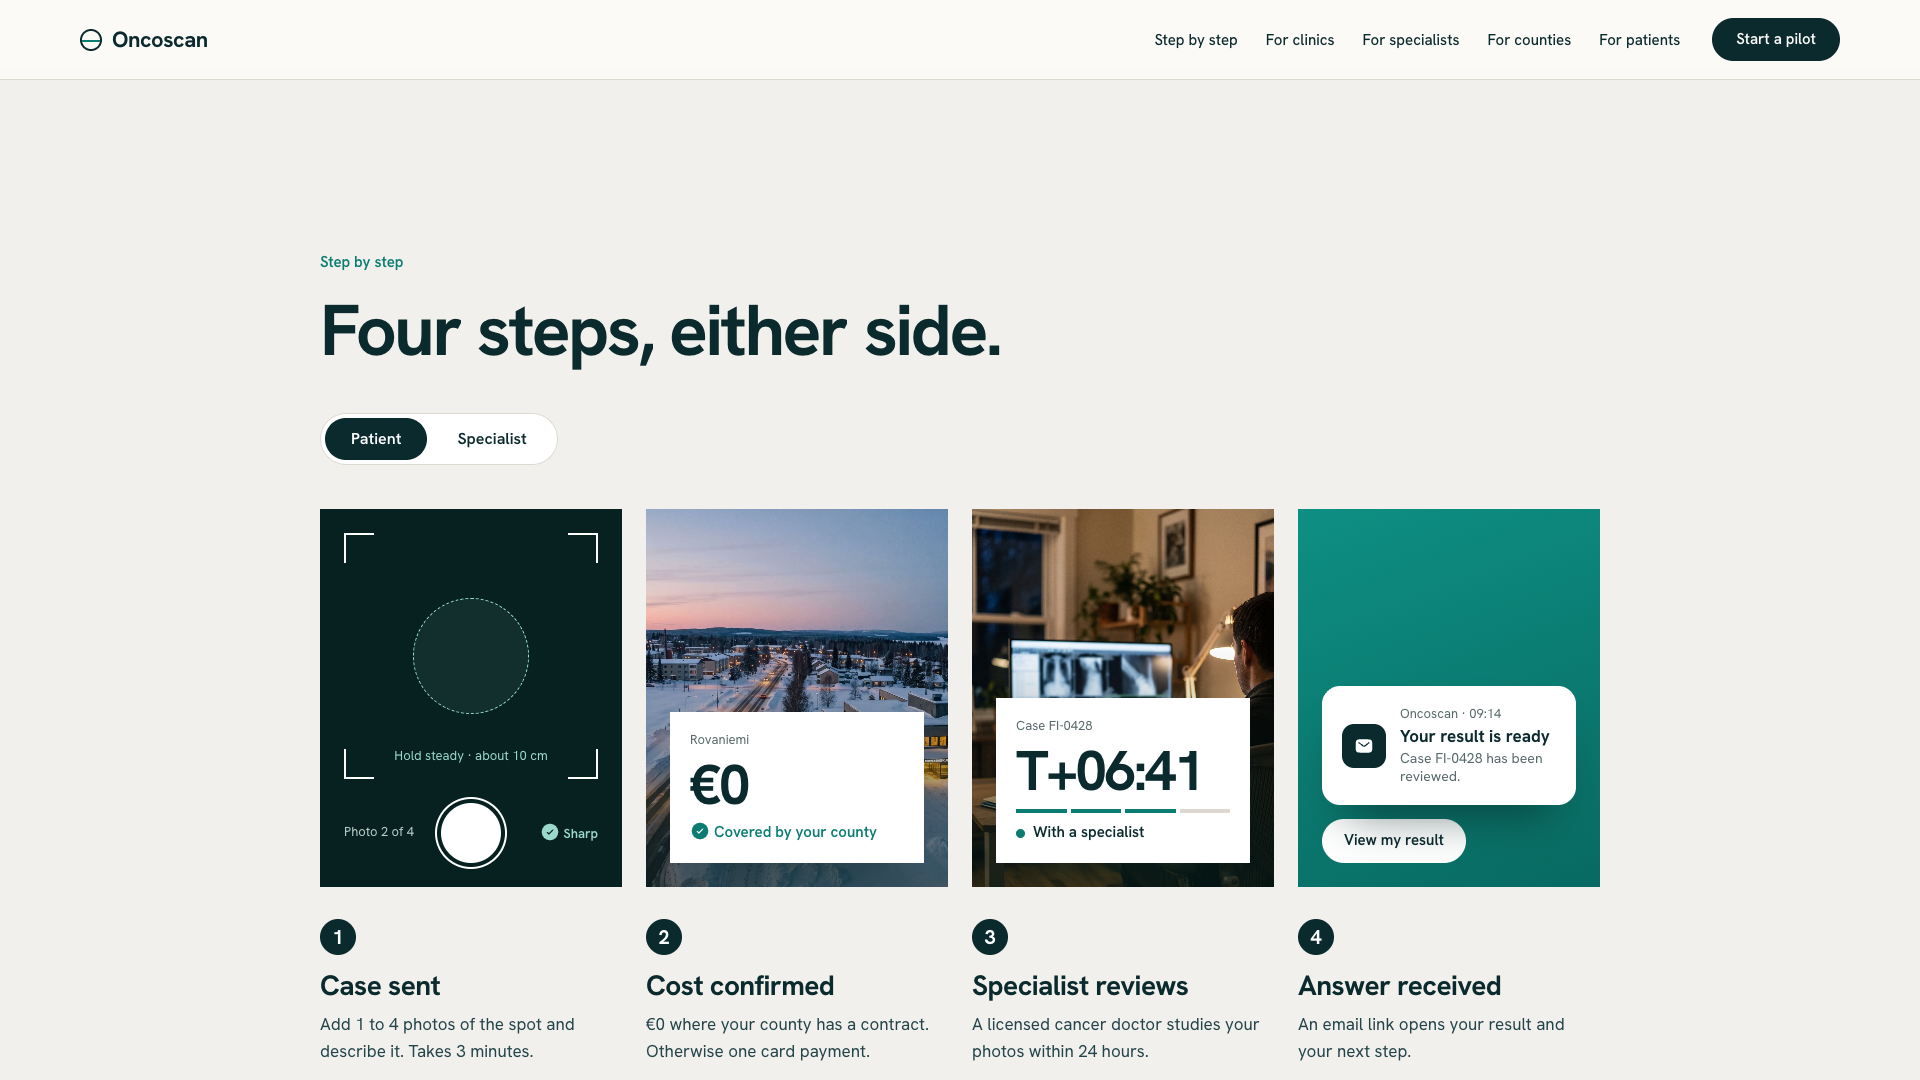 Oncoscan
Step by step
For clinics
For specialists
For counties
For patients
Start a pilot
Step by step
Four steps, either side.
Patient
Specialist
Hold steady · about 10 cm
Photo 2 of 4
Sharp
Rovaniemi
€0
Covered by your county
Case FI-0428
T+06:41
With a specialist
Oncoscan · 09:14
Your result is ready
Case FI-0428 has been
reviewed.
View my result
1
Case sent
Add 1 to 4 photos of the spot and
describe it. Takes 3 minutes.
2
Cost confirmed
€0 where your county has a contract.
Otherwise one card payment.
3
Specialist reviews
A licensed cancer doctor studies your
photos within 24 hours.
4
Answer received
An email link opens your result and
your next step.